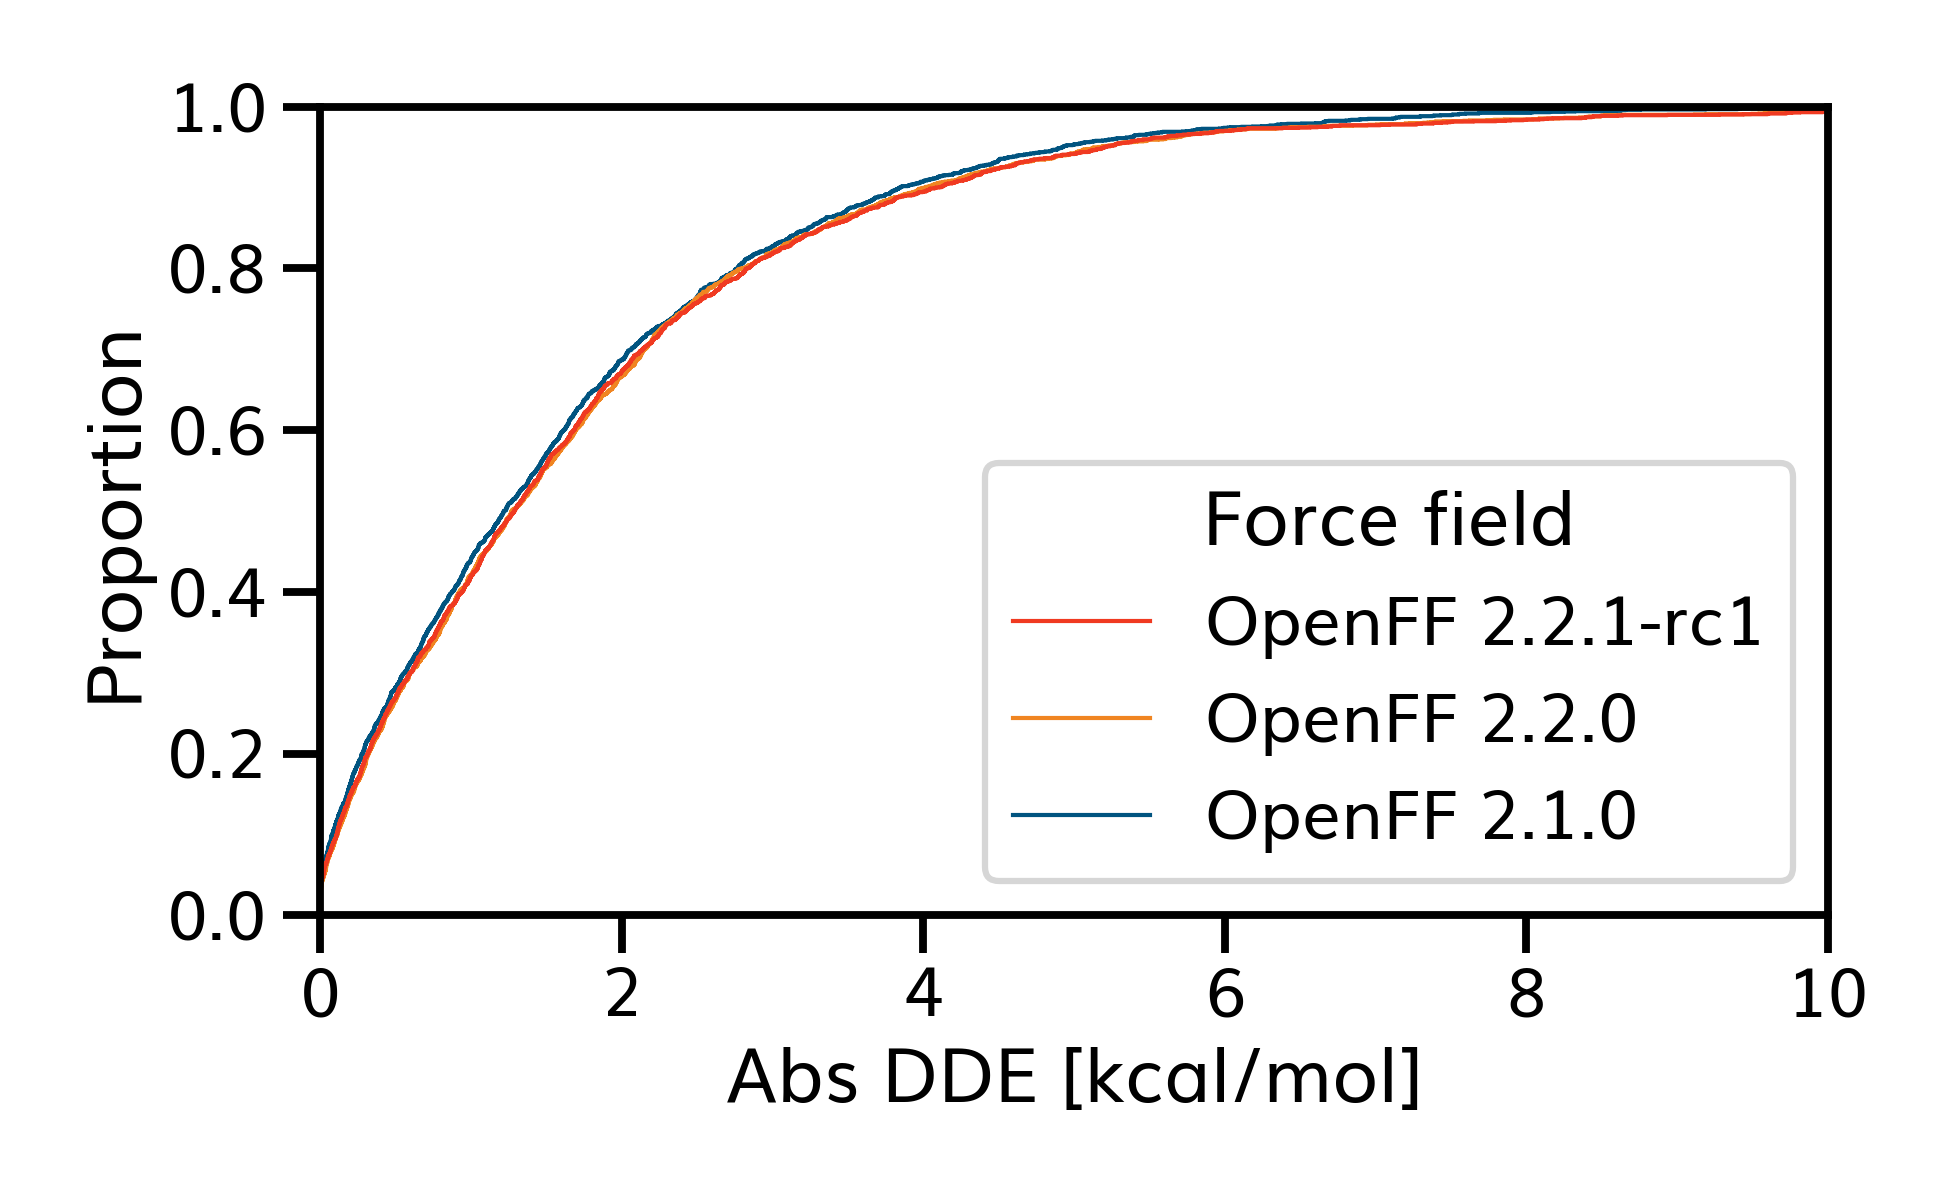 1.0
0.8
0.6
0.4
0.2
0.0
Proportion
0 2 4 6 8 10
Abs DDE [kcal/mol]
Force field
OpenFF 2.2.1-rc1
OpenFF 2.2.0
OpenFF 2.1.0